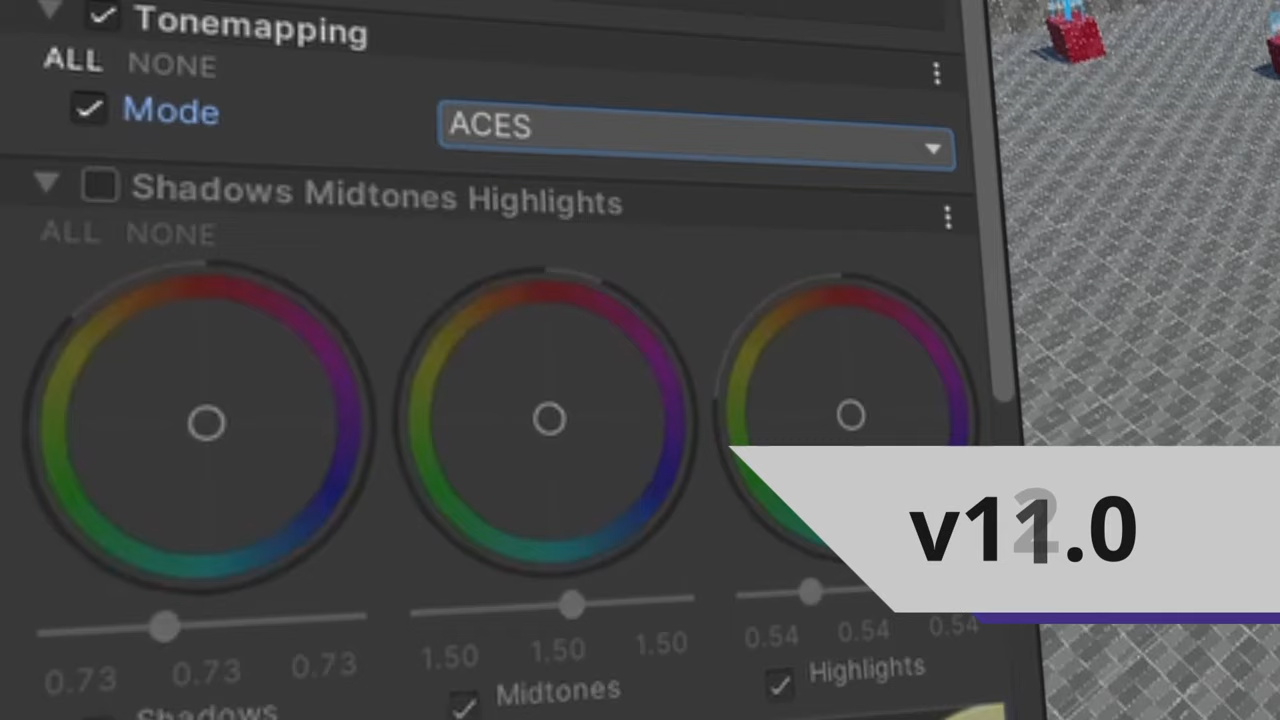 Tonemapping
ALL NONE
Mode
ACES
Shadows Midtones Highlights
ALL NONE
0.73 0.73 0.73
1.50 1.50 1.50
0.54 0.54 0.54
Shadows
Midtones
Highlights
v11.0